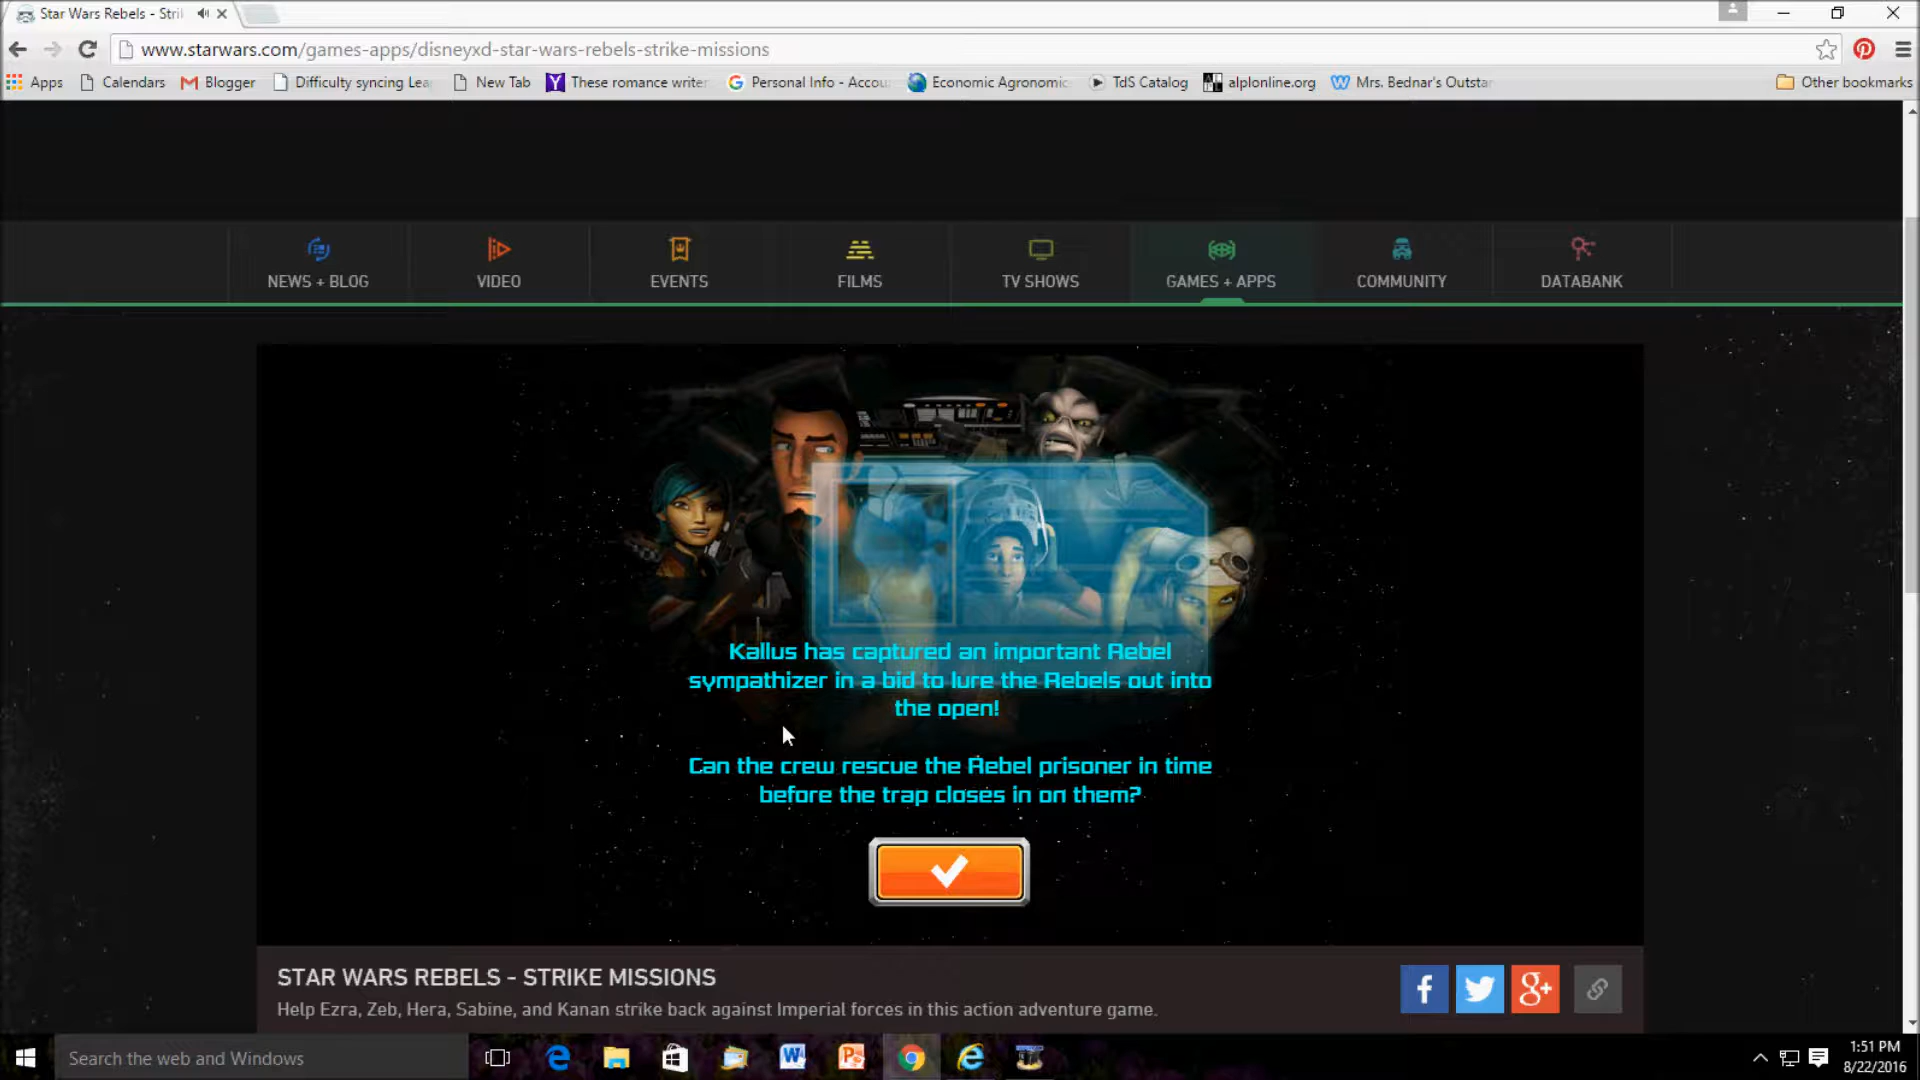 Star Wars Rebels - Stri
www.starwars.com/games-apps/disneyxd-star-wars-rebels-strike-missions
Apps Calendars Blogger Difficulty syncing Lea New Tab These romance writer Personal Info - Accou Economic Agronomic TdS Catalog alplonline.org Mrs. Bednar's Outstar Other bookmarks
NEWS + BLOG VIDEO EVENTS FILMS TV SHOWS GAMES + APPS COMMUNITY DATABANK
Kallus has captured an important Rebel
sympathizer in a bid to lure the Rebels out into
the open!
Can the crew rescue the Rebel prisoner in time
before the trap closes in on them?
STAR WARS REBELS - STRIKE MISSIONS
Help Ezra, Zeb, Hera, Sabine, and Kanan strike back against Imperial forces in this action adventure game.
Search the web and Windows
1:51 PM
8/22/2016